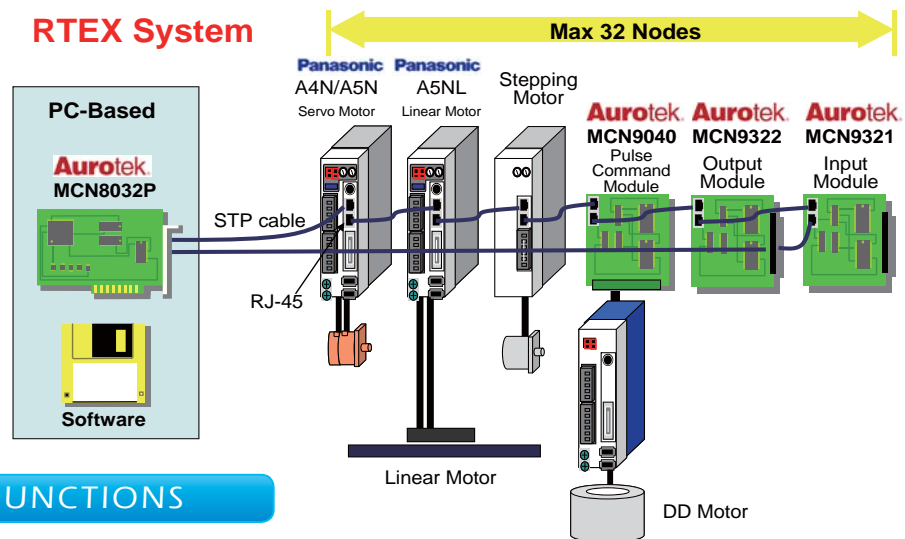 RTEX System
Max 32 Nodes
PC-Based
Aurotek.
MCN8032P
Software
STP cable
RJ-45
Panasonic
A4N/A5N
Servo Motor
Panasonic
A5NL
Linear Motor
Stepping
Motor
Aurotek.
MCN9040
Pulse
Command
Module
Aurotek.
MCN9322
Output
Module
Aurotek.
MCN9321
Input
Module
Linear Motor
DD Motor
UNCTIONS